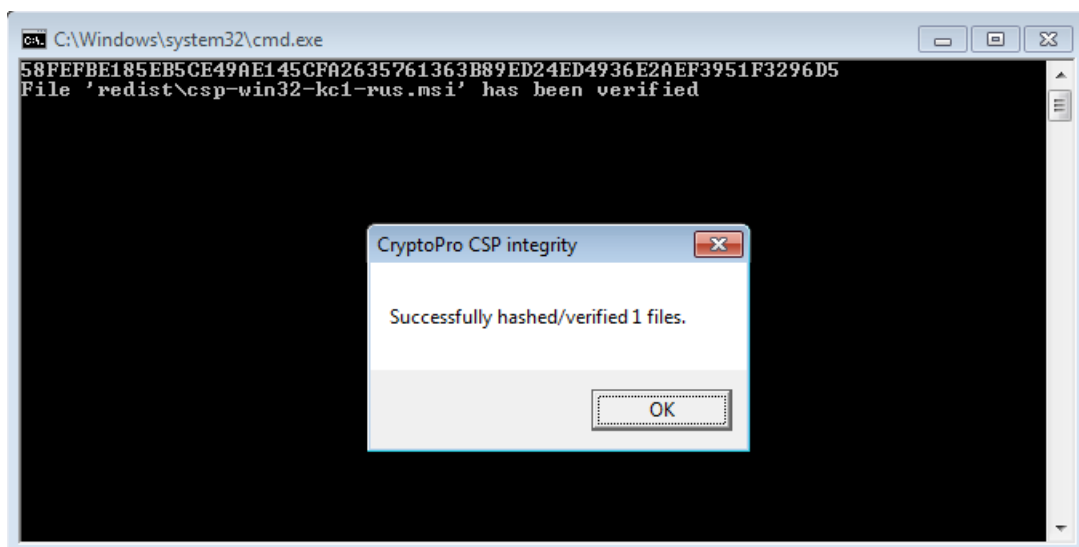 C:\Windows\system32\cmd.exe
58FEFBE185EB5CE49AE145CFA2635761363B89ED24ED4936E2AEF3951F3296D5
File 'redist\csp-win32-kc1-rus.msi' has been verified
CryptoPro CSP integrity
Successfully hashed/verified 1 files.
OK